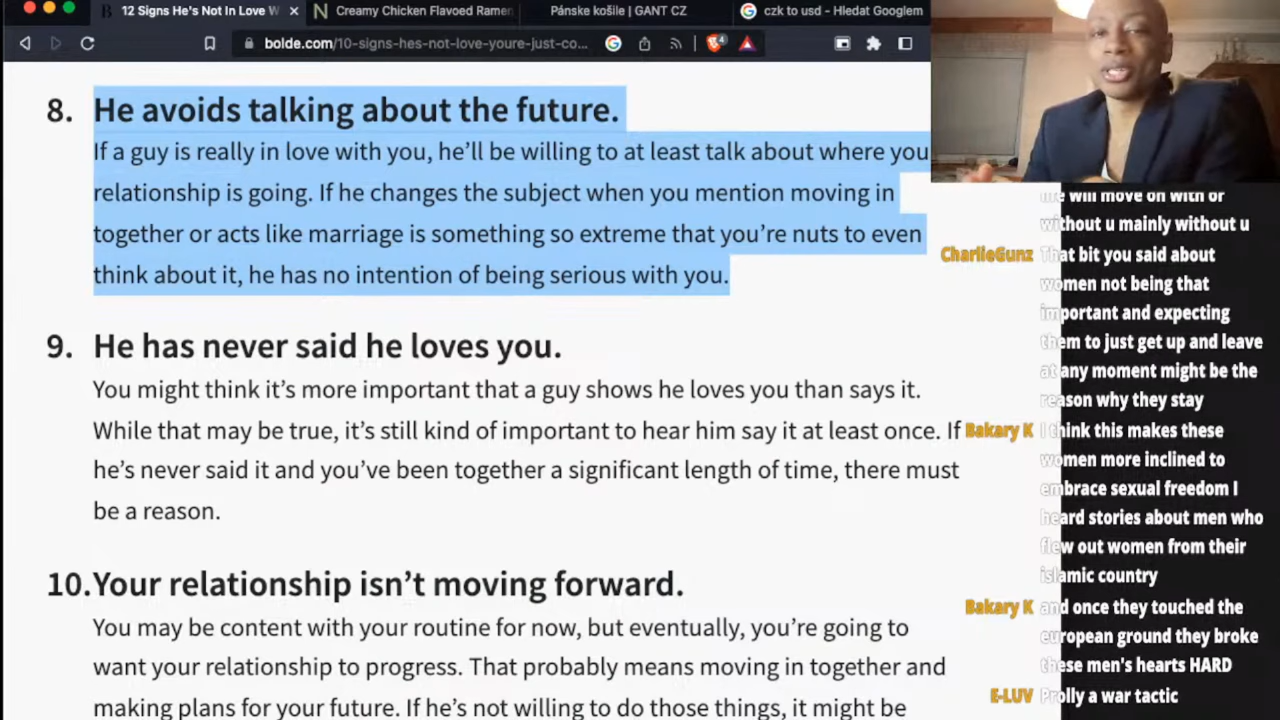 12 Signs He's Not In Love W
Creamy Chicken Flavoed Ramen
Pánske košile | GANT CZ
czk to usd - Hledat Googlem
bolde.com/10-signs-hes-not-love-youre-just-co...
4
8. He avoids talking about the future.
If a guy is really in love with you, he'll be willing to at least talk about where you
relationship is going. If he changes the subject when you mention moving in
together or acts like marriage is something so extreme that you're nuts to even
think about it, he has no intention of being serious with you.
9. He has never said he loves you.
You might think it's more important that a guy shows he loves you than says it.
While that may be true, it's still kind of important to hear him say it at least once. If
he's never said it and you've been together a significant length of time, there must
be a reason.
10. Your relationship isn't moving forward.
You may be content with your routine for now, but eventually, you're going to
want your relationship to progress. That probably means moving in together and
making plans for your future. If he's not willing to do those things, it might be
will move on with or
without u mainly without u
CharlieGunz That bit you said about
women not being that
important and expecting
them to just get up and leave
at any moment might be the
reason why they stay
Bakary K I think this makes these
women more inclined to
embrace sexual freedom I
heard stories about men who
flew out women from their
islamic country
Bakary K and once they touched the
european ground they broke
these men's hearts HARD
E-LUV Prolly a war tactic